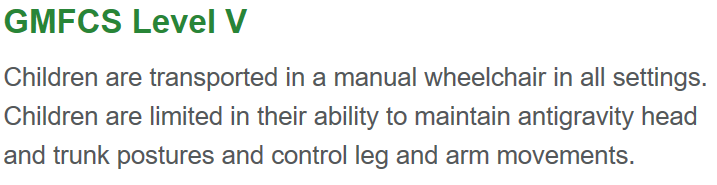 GMFCS Level V
Children are transported in a manual wheelchair in all settings.
Children are limited in their ability to maintain antigravity head
and trunk postures and control leg and arm movements.